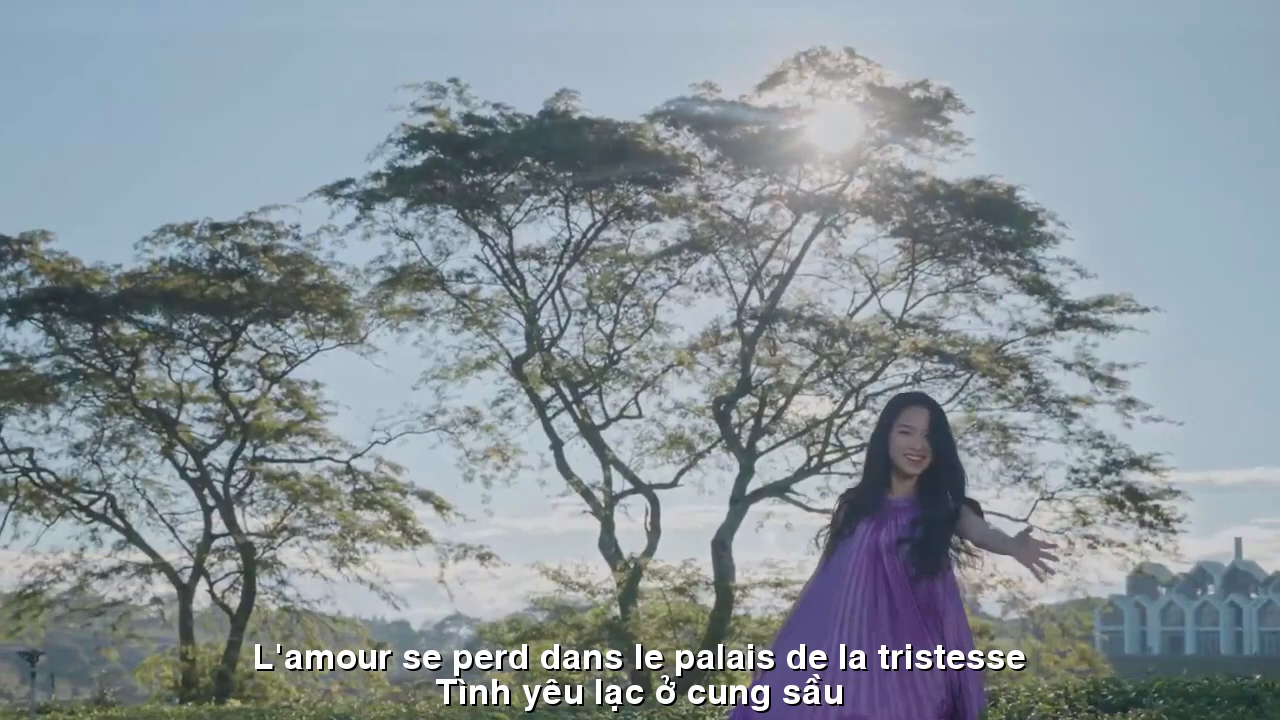 L'amour se perd dans le palais de la tristesse
Tình yêu lạc ở cung sầu